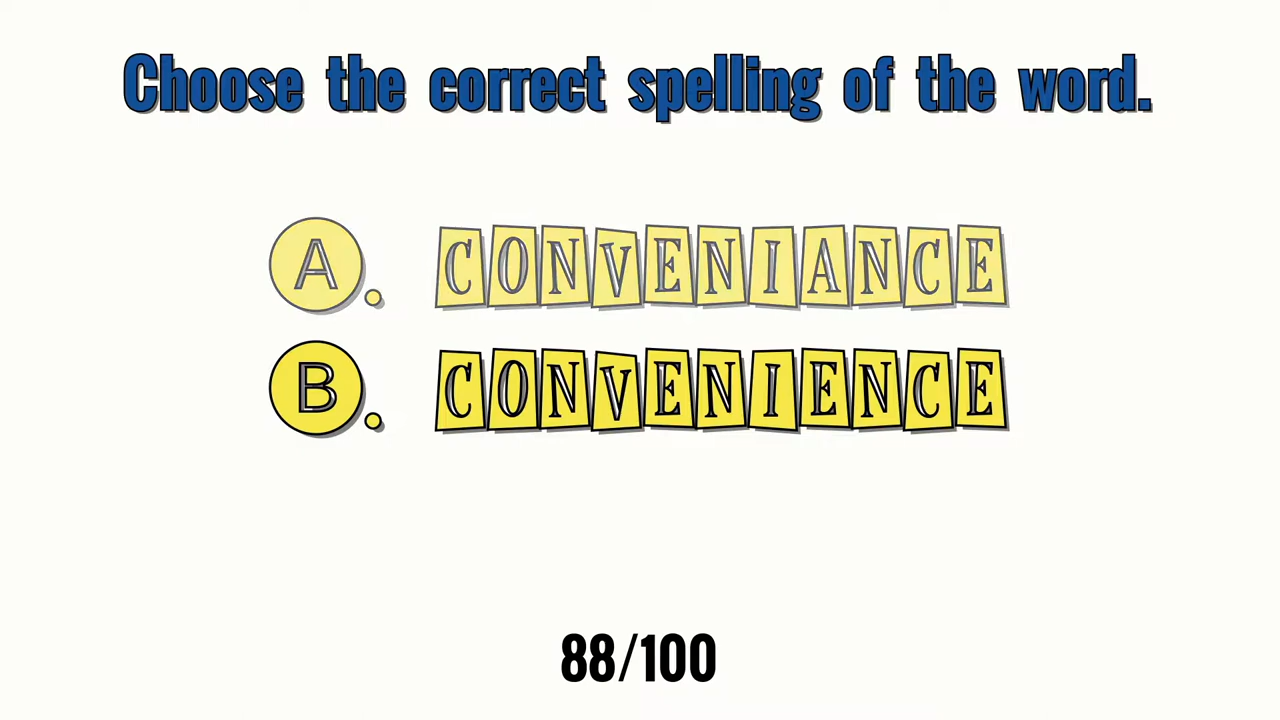 Choose the correct spelling of the word.
A. CONVENIANCE
B. CONVENIENCE
88/100